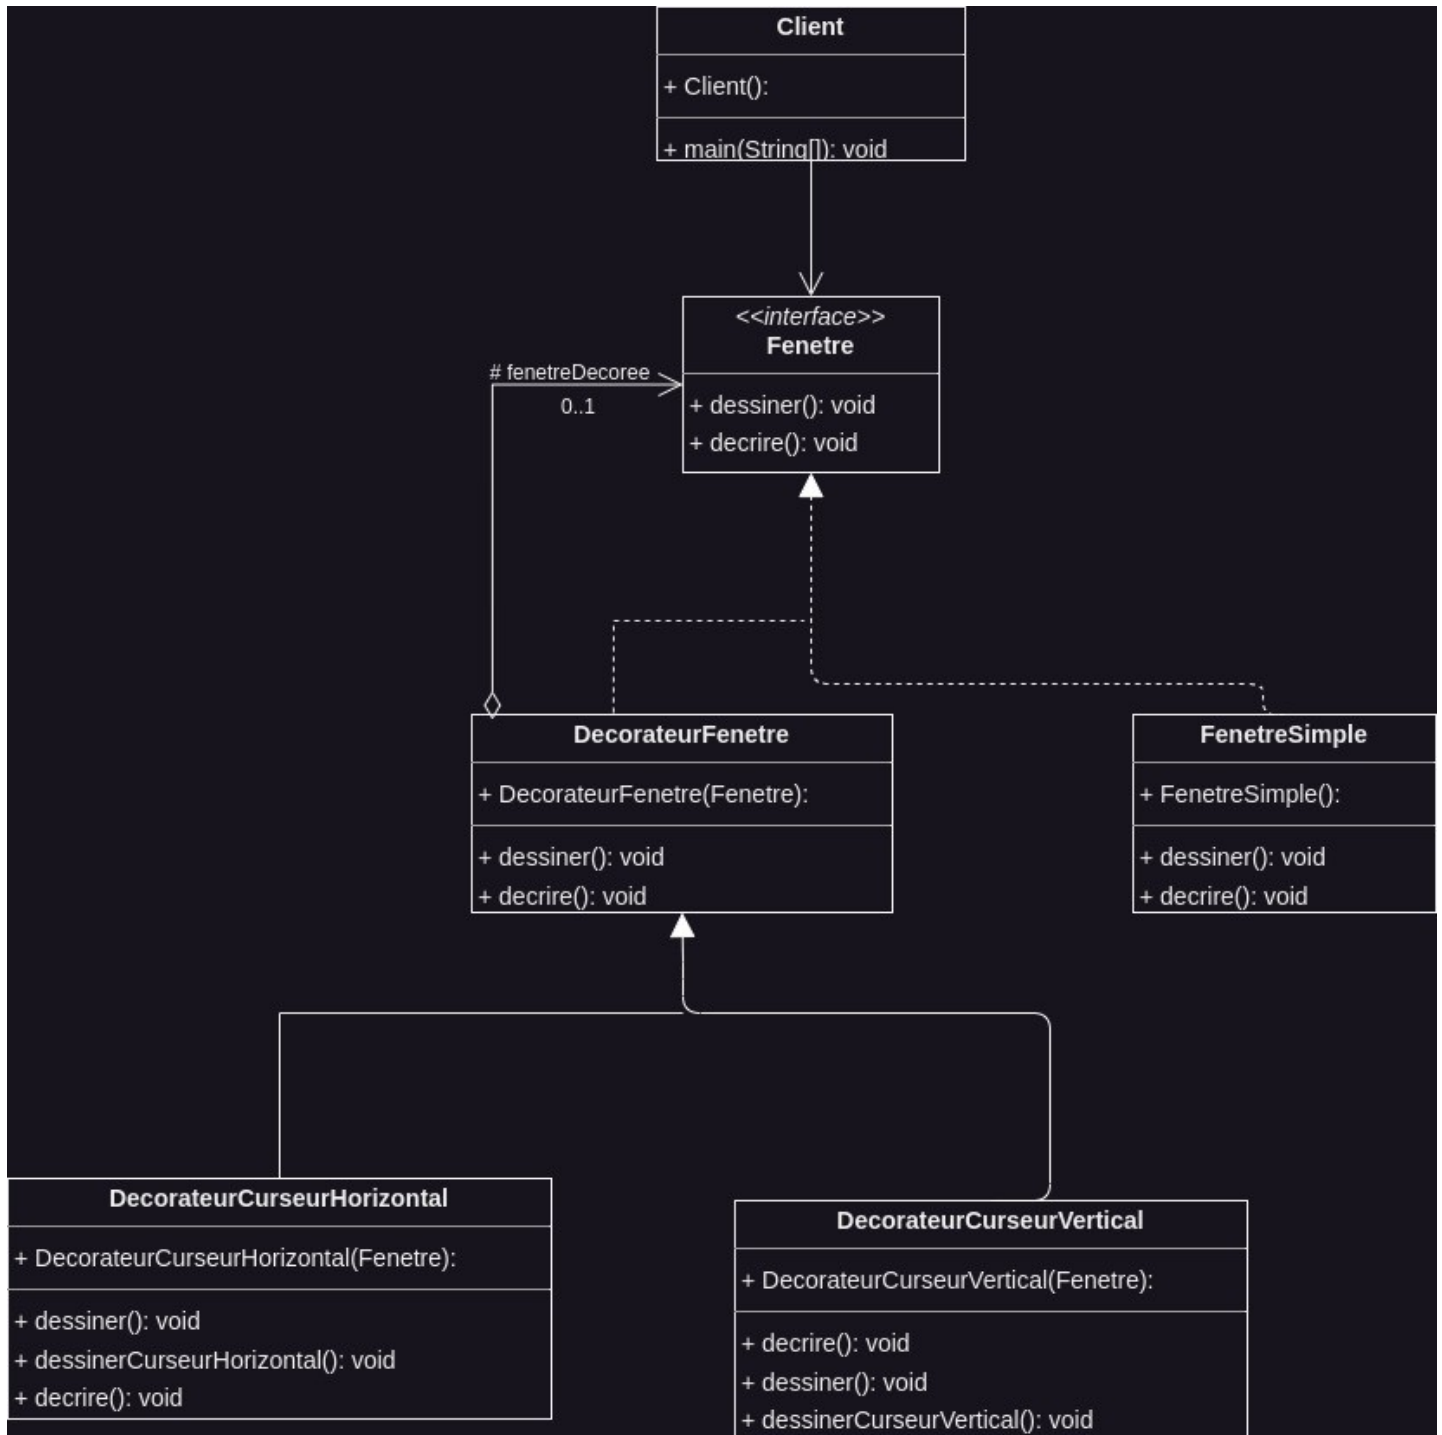 Client
+ Client():
+ main(String[]): void
<<interface>>
Fenetre
# fenetreDecoree
0..1
+ dessiner(): void
+ decrire(): void
DecorateurFenetre
+ DecorateurFenetre(Fenetre):
+ dessiner(): void
+ decrire(): void
FenetreSimple
+ FenetreSimple():
+ dessiner(): void
+ decrire(): void
DecorateurCurseurHorizontal
+ DecorateurCurseurHorizontal(Fenetre):
+ dessiner(): void
+ dessinerCurseurHorizontal(): void
+ decrire(): void
DecorateurCurseurVertical
+ DecorateurCurseurVertical(Fenetre):
+ decrire(): void
+ dessiner(): void
+ dessinerCurseurVertical(): void